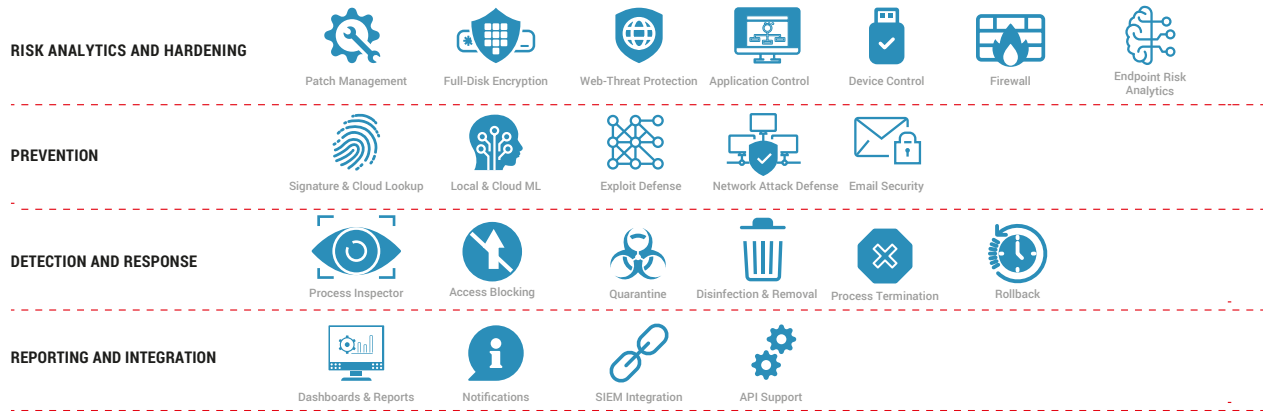 RISK ANALYTICS AND HARDENING
Patch Management
Full-Disk Encryption
Web-Threat Protection
Application Control
Device Control
Firewall
Endpoint Risk
Analytics
PREVENTION
Signature & Cloud Lookup
Local & Cloud ML
Exploit Defense
Network Attack Defense
Email Security
DETECTION AND RESPONSE
Process Inspector
Access Blocking
Quarantine
Disinfection & Removal
Process Termination
Rollback
REPORTING AND INTEGRATION
Dashboards & Reports
Notifications
SIEM Integration
API Support